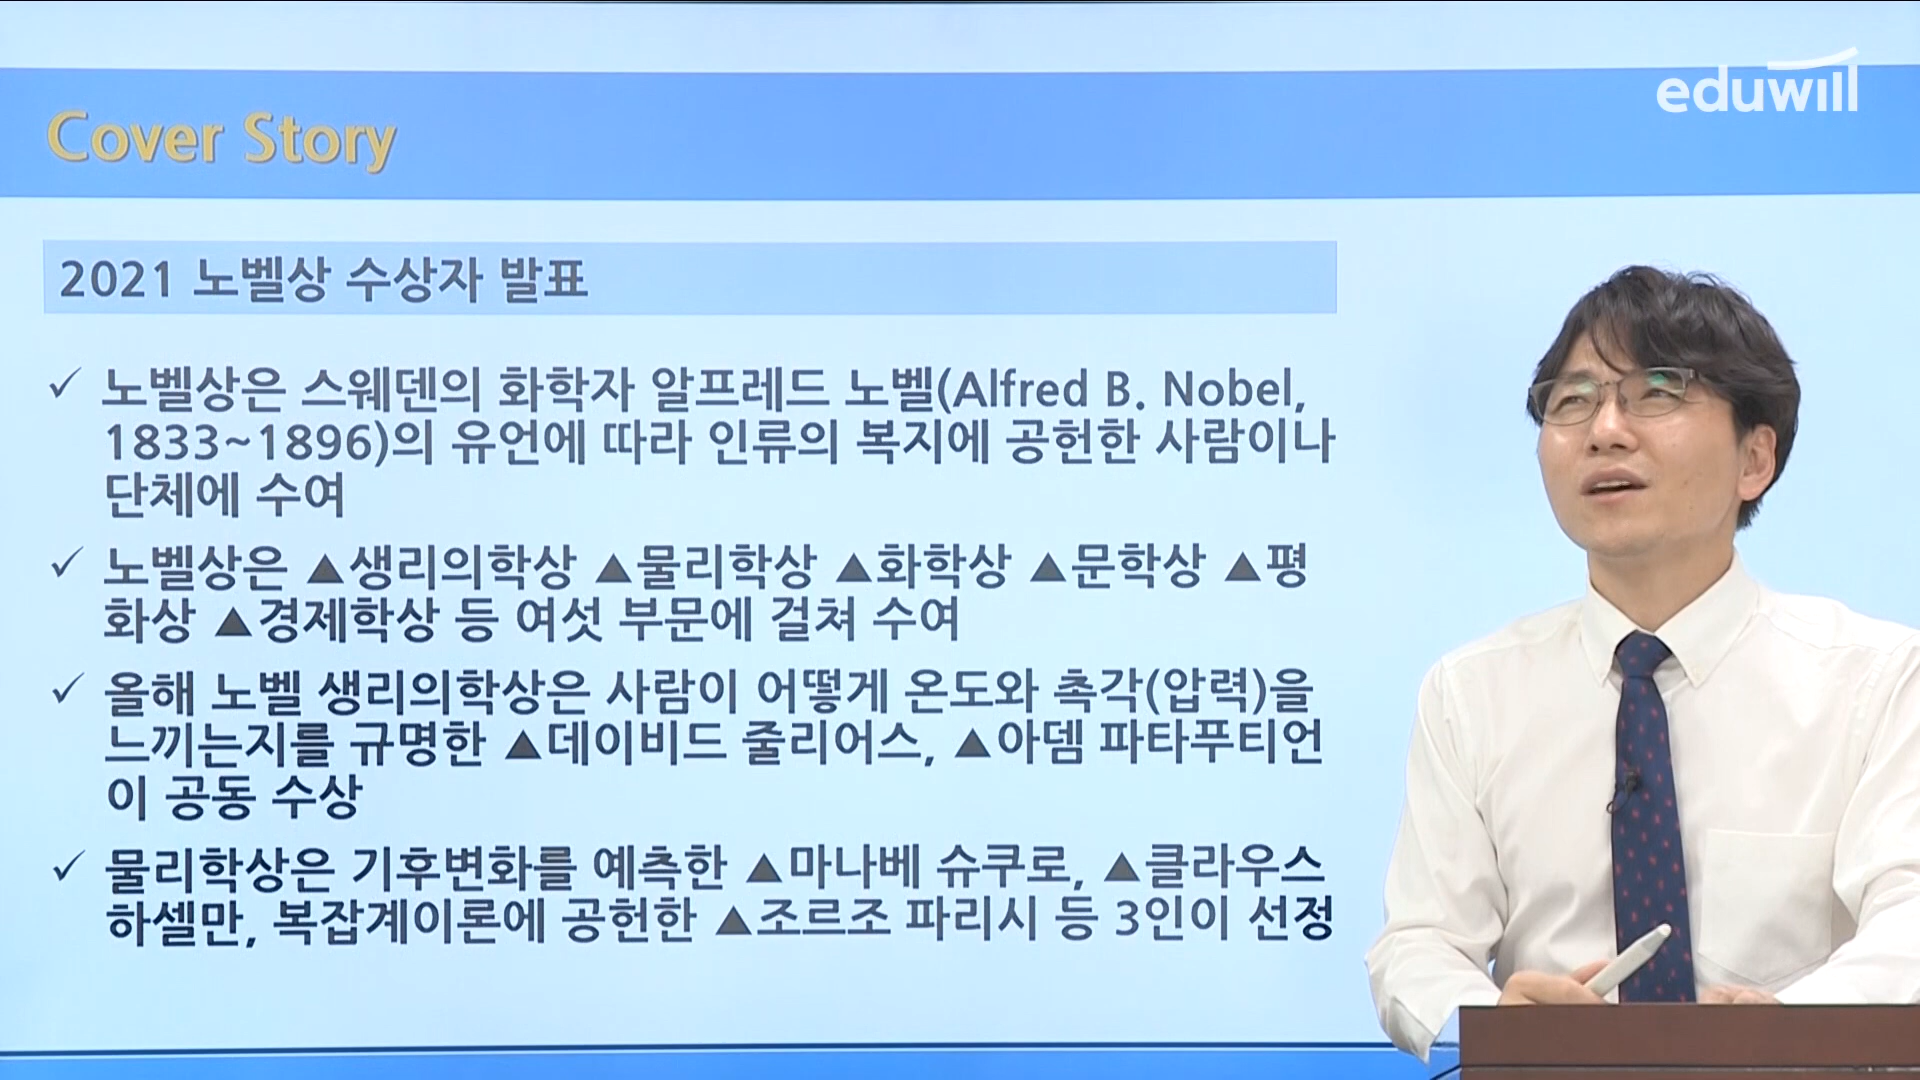 eduwill
Cover Story
2021 노벨상 수상자 발표
✓ 노벨상은 스웨덴의 화학자 알프레드 노벨(Alfred B. Nobel,
1833~1896)의 유언에 따라 인류의 복지에 공헌한 사람이나
단체에 수여
✓ 노벨상은 ▲생리의학상 ▲물리학상 ▲화학상 ▲문학상 ▲평
화상 ▲경제학상 등 여섯 부문에 걸쳐 수여
✓ 올해 노벨 생리의학상은 사람이 어떻게 온도와 촉각(압력)을
느끼는지를 규명한 ▲데이비드 줄리어스, ▲아뎀 파타푸티언
이 공동 수상
✓ 물리학상은 기후변화를 예측한 ▲마나베 슈쿠로, ▲클라우스
하셀만, 복잡계이론에 공헌한 ▲조르조 파리시 등 3인이 선정